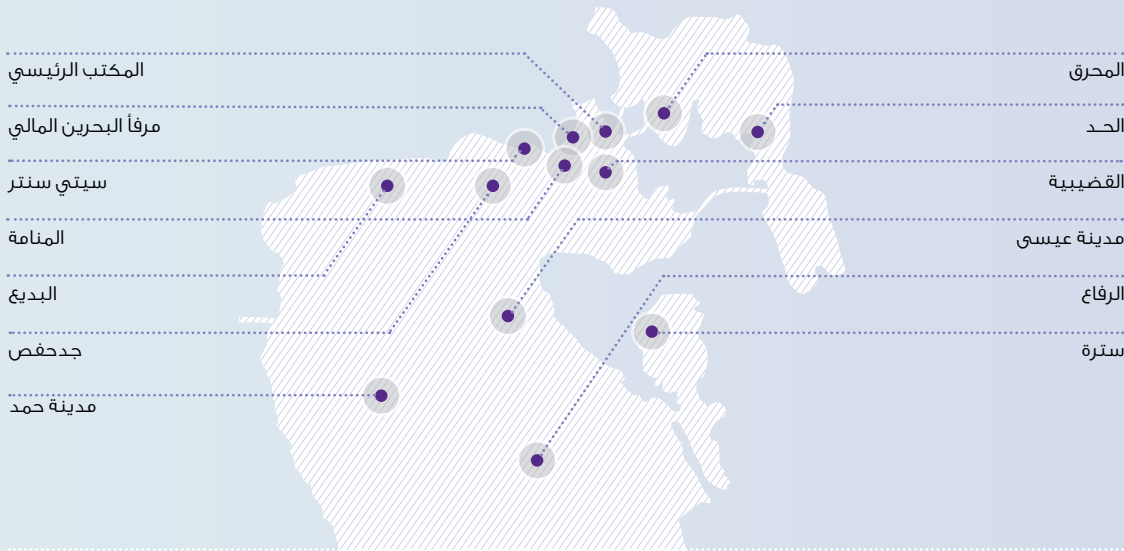 المحرق
الحـد
القضيبية
مدينة عيسى
الرفاع
سترة
المكتب الرئيسي
مرفأ البحرين المالي
سيتي سنتر
المنامة
البديع
جدحفص
مدينة حمد